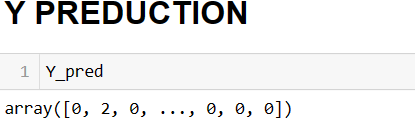 Y PREDUCTION
1 Y_pred
array([0, 2, 0, ..., 0, 0, 0])